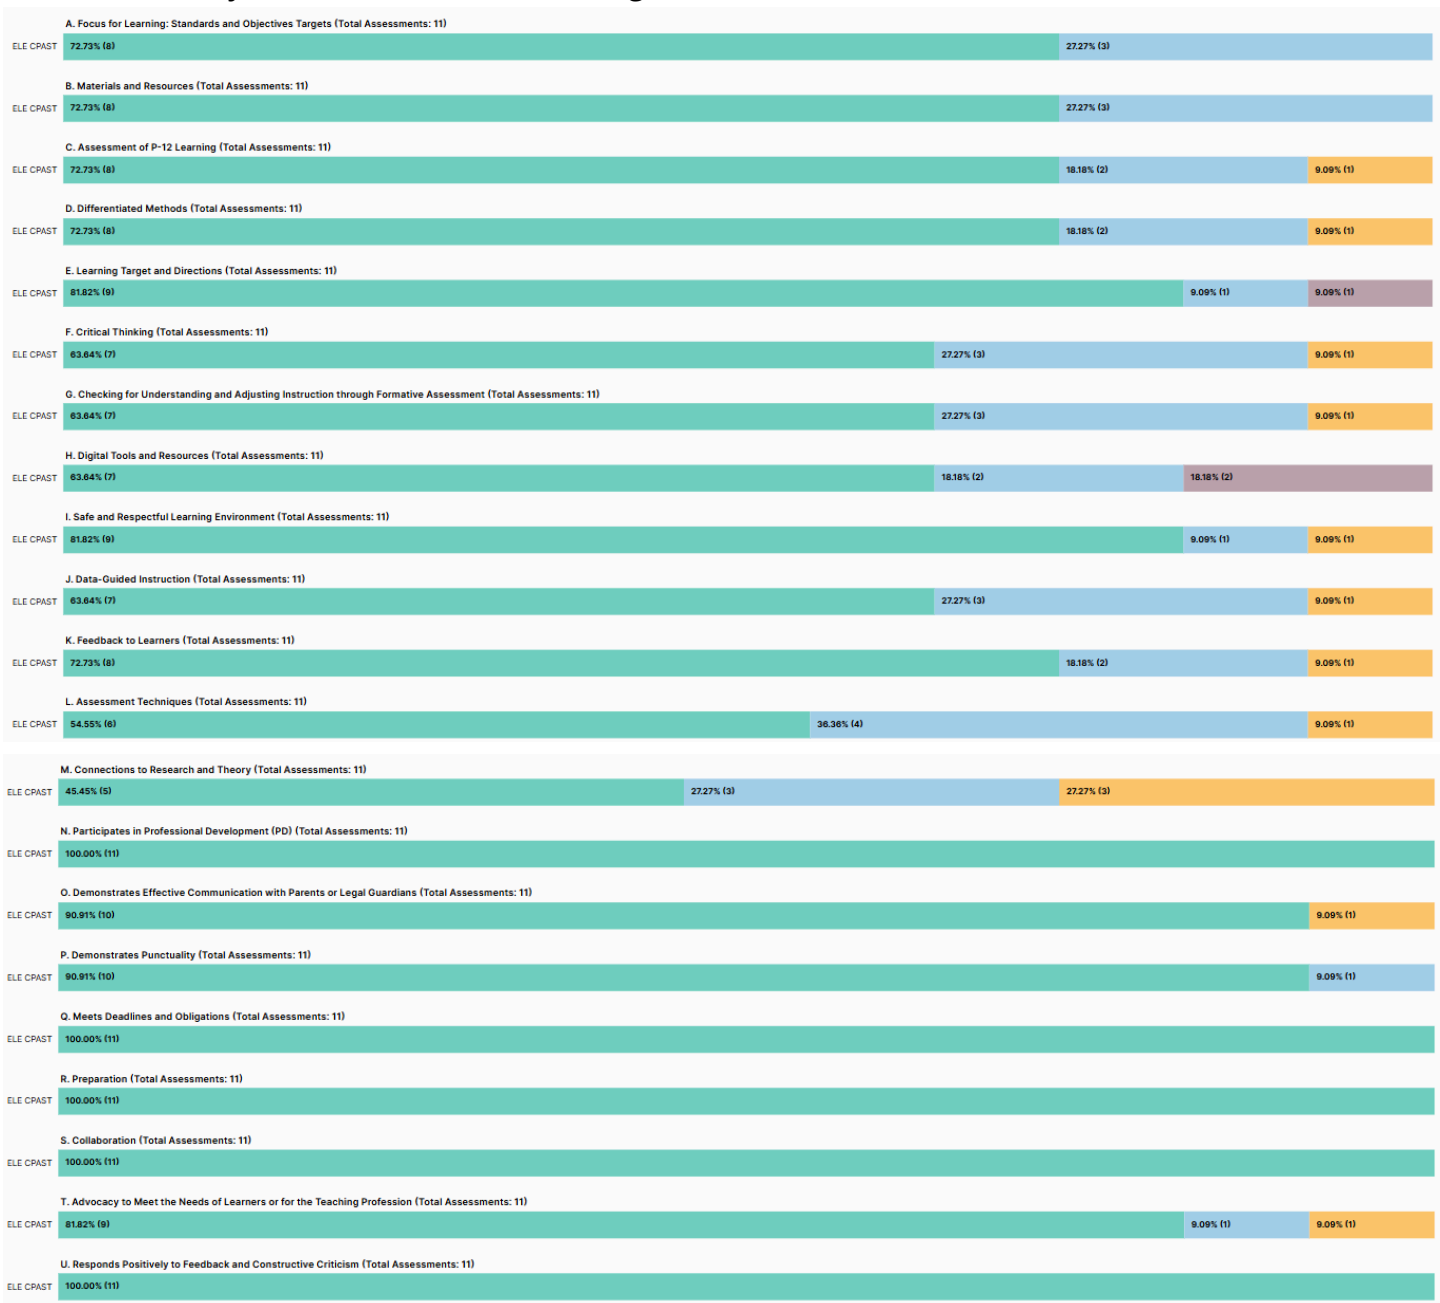 A. Focus for Learning: Standards and Objectives Targets (Total Assessments: 11)
ELE CPAST 72.73% (8) 27.27% (3)
B. Materials and Resources (Total Assessments: 11)
ELE CPAST 72.73% (8) 27.27% (3)
C. Assessment of P-12 Learning (Total Assessments: 11)
ELE CPAST 72.73% (8) 18.18% (2) 9.09% (1)
D. Differentiated Methods (Total Assessments: 11)
ELE CPAST 72.73% (8) 18.18% (2) 9.09% (1)
E. Learning Target and Directions (Total Assessments: 11)
ELE CPAST 81.82% (9) 9.09% (1) 9.09% (1)
F. Critical Thinking (Total Assessments: 11)
ELE CPAST 63.64% (7) 27.27% (3) 9.09% (1)
G. Checking for Understanding and Adjusting Instruction through Formative Assessment (Total Assessments: 11)
ELE CPAST 63.64% (7) 27.27% (3) 9.09% (1)
H. Digital Tools and Resources (Total Assessments: 11)
ELE CPAST 63.64% (7) 18.18% (2) 18.18% (2)
I. Safe and Respectful Learning Environment (Total Assessments: 11)
ELE CPAST 81.82% (9) 9.09% (1) 9.09% (1)
J. Data-Guided Instruction (Total Assessments: 11)
ELE CPAST 63.64% (7) 27.27% (3) 9.09% (1)
K. Feedback to Learners (Total Assessments: 11)
ELE CPAST 72.73% (8) 18.18% (2) 9.09% (1)
L. Assessment Techniques (Total Assessments: 11)
ELE CPAST 54.55% (6) 36.36% (4) 9.09% (1)
M. Connections to Research and Theory (Total Assessments: 11)
ELE CPAST 45.45% (5) 27.27% (3) 27.27% (3)
N. Participates in Professional Development (PD) (Total Assessments: 11)
ELE CPAST 100.00% (11)
O. Demonstrates Effective Communication with Parents or Legal Guardians (Total Assessments: 11)
ELE CPAST 90.91% (10) 9.09% (1)
P. Demonstrates Punctuality (Total Assessments: 11)
ELE CPAST 90.91% (10) 9.09% (1)
Q. Meets Deadlines and Obligations (Total Assessments: 11)
ELE CPAST 100.00% (11)
R. Preparation (Total Assessments: 11)
ELE CPAST 100.00% (11)
S. Collaboration (Total Assessments: 11)
ELE CPAST 100.00% (11)
T. Advocacy to Meet the Needs of Learners or for the Teaching Profession (Total Assessments: 11)
ELE CPAST 81.82% (9) 9.09% (1) 9.09% (1)
U. Responds Positively to Feedback and Constructive Criticism (Total Assessments: 11)
ELE CPAST 100.00% (11)